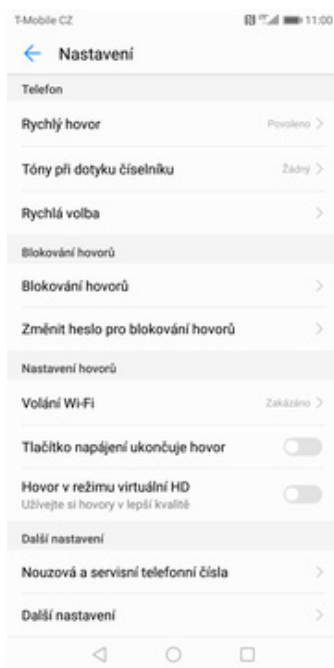 T-Mobile CZ 11:00
Nastavení
Telefon
Rychlý hovor Povoleno
Tóny při dotyku číselníku Žádný
Rychlá volba
Blokování hovorů
Blokování hovorů
Změnit heslo pro blokování hovorů
Nastavení hovorů
Volání Wi-Fi Zakázáno
Tlačítko napájení ukončuje hovor
Hovor v režimu virtuální HD
Užívejte si hovory v lepší kvalitě
Další nastavení
Nouzová a servisní telefonní čísla
Další nastavení